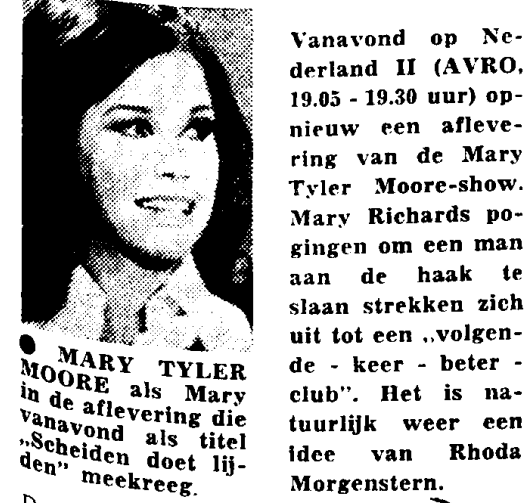 ● MARY TYLER
MOORE als Mary
in de aflevering die
vanavond als titel
„Scheiden doet lij-
den" meekreeg.
Vanavond op Ne-
derland II (AVRO,
19.05 - 19.30 uur) op-
nieuw een afleve-
ring van de Mary
Tyler Moore-show.
Mary Richards po-
gingen om een man
aan de haak te
slaan strekken zich
uit tot een „volgen-
de - keer - beter -
club". Het is na-
tuurlijk weer een
idee van Rhoda
Morgenstern.